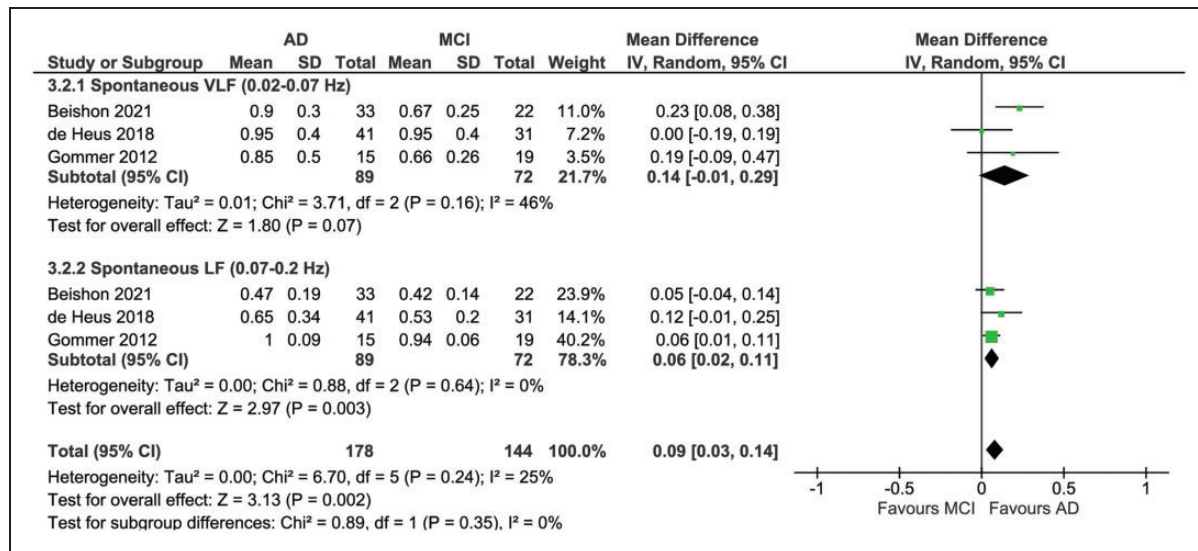 AD MCI Mean Difference Mean Difference
Study or Subgroup Mean SD Total Mean SD Total Weight IV, Random, 95% CI IV, Random, 95% CI
3.2.1 Spontaneous VLF (0.02-0.07 Hz)
Beishon 2021 0.9 0.3 33 0.67 0.25 22 11.0% 0.23 [0.08, 0.38]
de Heus 2018 0.95 0.4 41 0.95 0.4 31 7.2% 0.00 [-0.19, 0.19]
Gommer 2012 0.85 0.5 15 0.66 0.26 19 3.5% 0.19 [-0.09, 0.47]
Subtotal (95% CI) 89 72 21.7% 0.14 [-0.01, 0.29]
Heterogeneity: Tau² = 0.01; Chi² = 3.71, df = 2 (P = 0.16); I² = 46%
Test for overall effect: Z = 1.80 (P = 0.07)
3.2.2 Spontaneous LF (0.07-0.2 Hz)
Beishon 2021 0.47 0.19 33 0.42 0.14 22 23.9% 0.05 [-0.04, 0.14]
de Heus 2018 0.65 0.34 41 0.53 0.2 31 14.1% 0.12 [-0.01, 0.25]
Gommer 2012 1 0.09 15 0.94 0.06 19 40.2% 0.06 [0.01, 0.11]
Subtotal (95% CI) 89 72 78.3% 0.06 [0.02, 0.11]
Heterogeneity: Tau² = 0.00; Chi² = 0.88, df = 2 (P = 0.64); I² = 0%
Test for overall effect: Z = 2.97 (P = 0.003)
Total (95% CI) 178 144 100.0% 0.09 [0.03, 0.14]
Heterogeneity: Tau² = 0.00; Chi² = 6.70, df = 5 (P = 0.24); I² = 25%
Test for overall effect: Z = 3.13 (P = 0.002)
Test for subgroup differences: Chi² = 0.89, df = 1 (P = 0.35), I² = 0%
-1 -0.5 0 0.5 1
Favours MCI Favours AD